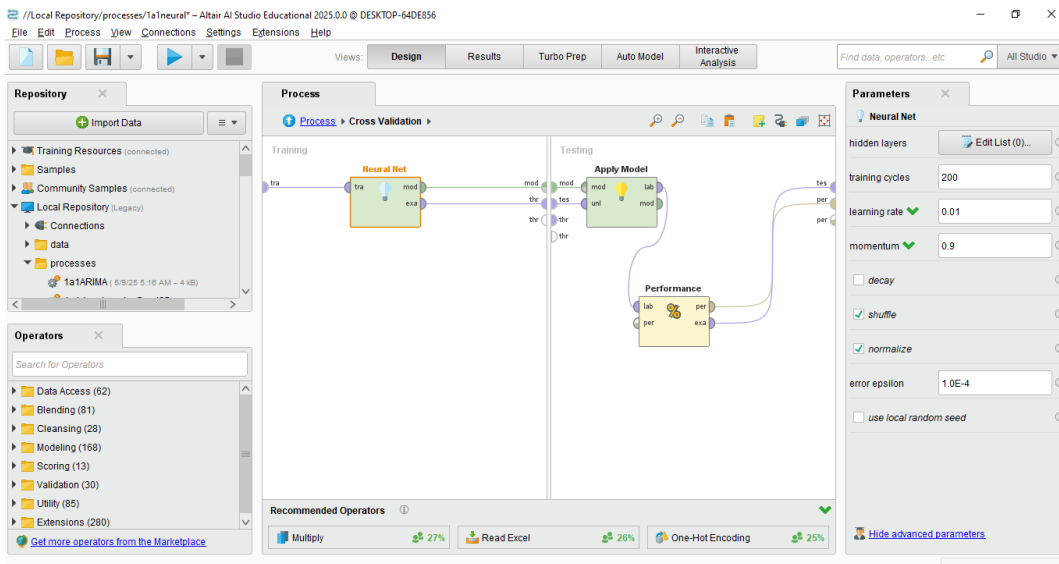 //Local Repository/processes/1a1neural* – Altair AI Studio Educational 2025.0.0 @ DESKTOP-64DE856
File Edit Process View Connections Settings Extensions Help
Views: Design Results Turbo Prep Auto Model Interactive Analysis
Find data, operators...etc All Studio
Repository
Import Data
Training Resources (connected)
Samples
Community Samples (connected)
Local Repository (Legacy)
Connections
data
processes
1a1ARIMA ( 5/9/25 5:16 AM – 4 kB)
Operators
Search for Operators
Data Access (62)
Blending (81)
Cleansing (28)
Modeling (168)
Scoring (13)
Validation (30)
Utility (85)
Extensions (280)
Get more operators from the Marketplace
Process
Process Cross Validation
Training
Neural Net
tra
tra mod
exa
mod
thr
thr
Testing
Apply Model
mod
tes
thr
thr
mod lab
unl mod
Performance
lab per
per exa
tes
per
per
Recommended Operators
Multiply 27%
Read Excel 26%
One-Hot Encoding 25%
Parameters
Neural Net
hidden layers Edit List (0)...
training cycles 200
learning rate 0.01
momentum 0.9
decay
shuffle
normalize
error epsilon 1.0E-4
use local random seed
Hide advanced parameters